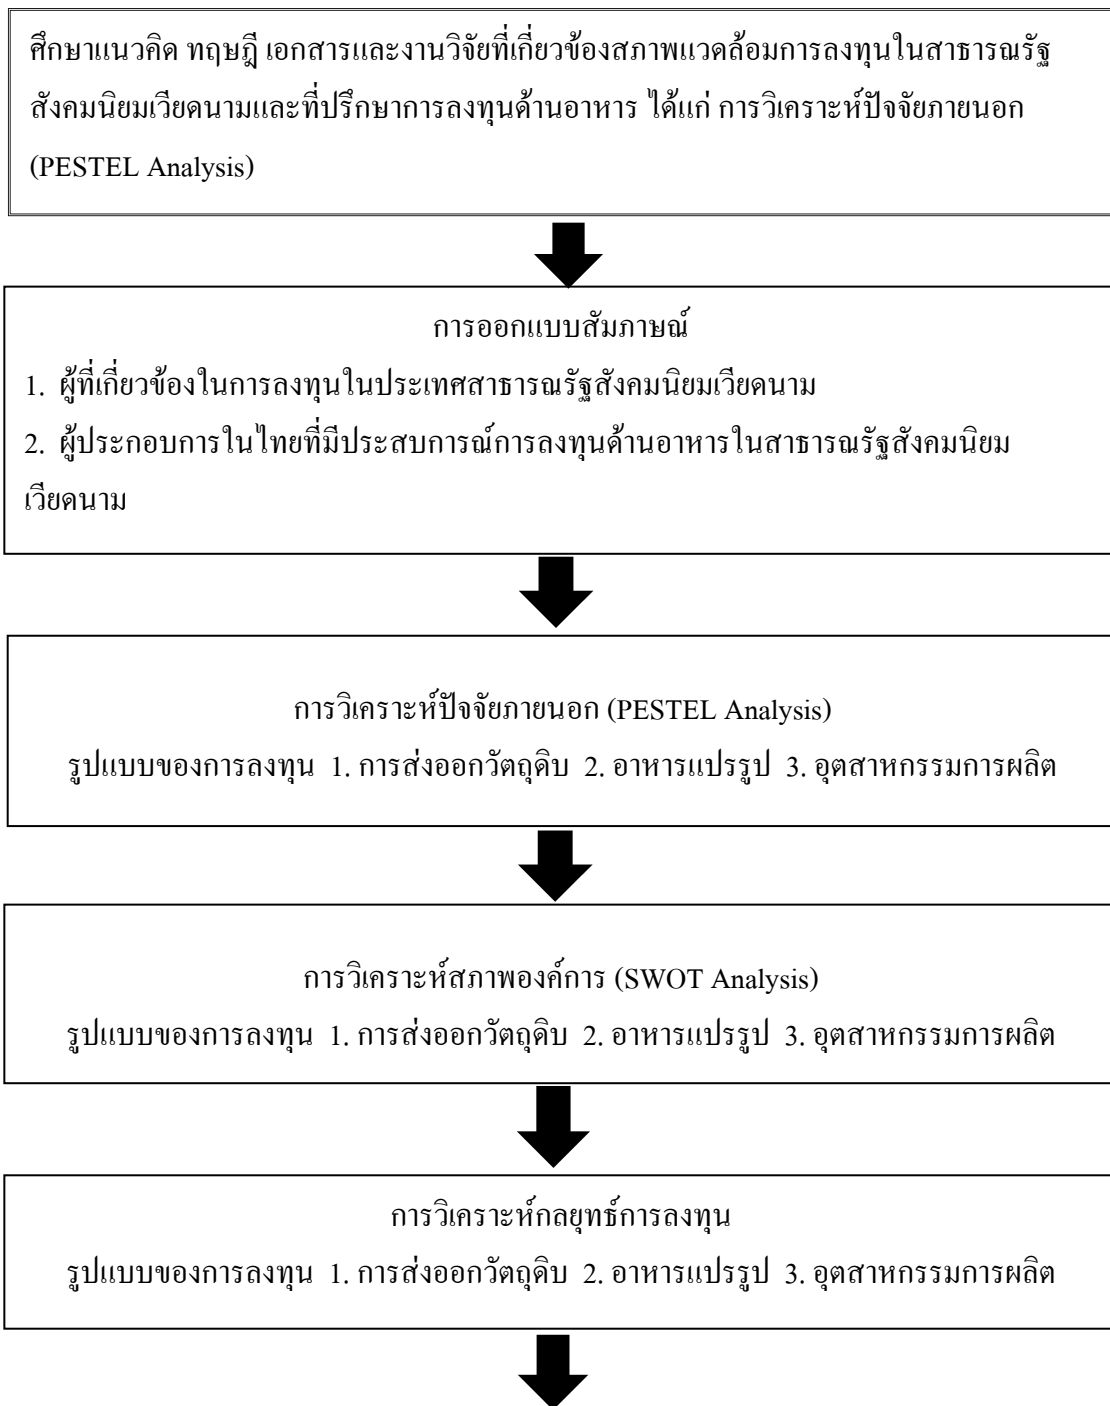 ศึกษาแนวคิด ทฤษฎี เอกสารและงานวิจัยที่เกี่ยวข้องสภาพแวดล้อมการลงทุนในสาธารณรัฐ
สังคมนิยมเวียดนามและที่ปรึกษาการลงทุนด้านอาหาร ได้แก่ การวิเคราะห์ปัจจัยภายนอก
(PESTEL Analysis)
การออกแบบสัมภาษณ์
1. ผู้ที่เกี่ยวข้องในการลงทุนในประเทศสาธารณรัฐสังคมนิยมเวียดนาม
2. ผู้ประกอบการในไทยที่มีประสบการณ์การลงทุนด้านอาหารในสาธารณรัฐสังคมนิยม
เวียดนาม
การวิเคราะห์ปัจจัยภายนอก (PESTEL Analysis)
รูปแบบของการลงทุน 1. การส่งออกวัตถุดิบ 2. อาหารแปรรูป 3. อุตสาหกรรมการผลิต
การวิเคราะห์สภาพองค์การ (SWOT Analysis)
รูปแบบของการลงทุน 1. การส่งออกวัตถุดิบ 2. อาหารแปรรูป 3. อุตสาหกรรมการผลิต
การวิเคราะห์กลยุทธ์การลงทุน
รูปแบบของการลงทุน 1. การส่งออกวัตถุดิบ 2. อาหารแปรรูป 3. อุตสาหกรรมการผลิต